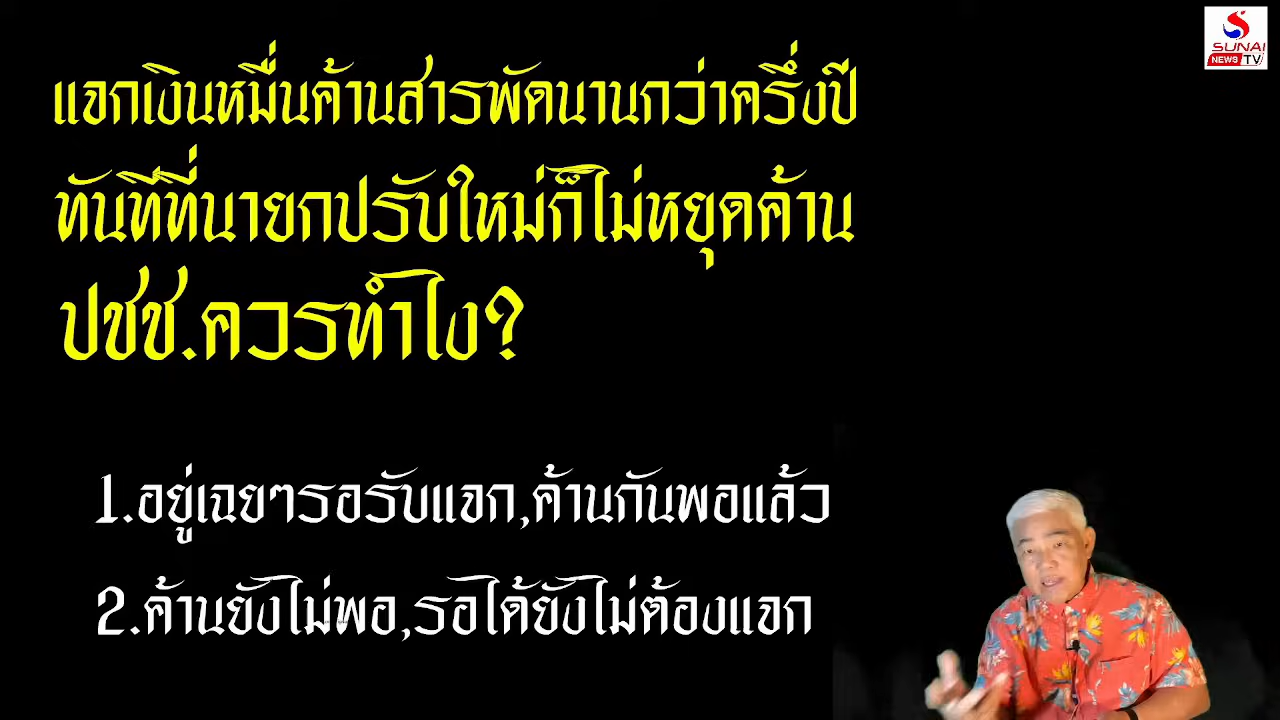 แจกเงินหมื่นค้านสารพัดนานกว่าครึ่งปี
ทันทีที่นายกปรับใหม่ก็ไม่หยุดค้าน
ปชช.ควรทำไง?
1.อยู่เฉยๆรอรับแจก,ค้านกันพอแล้ว
2.ค้านยังไม่พอ,รอได้ยังไม่ต้องแจก
SUNAI
NEWS TV